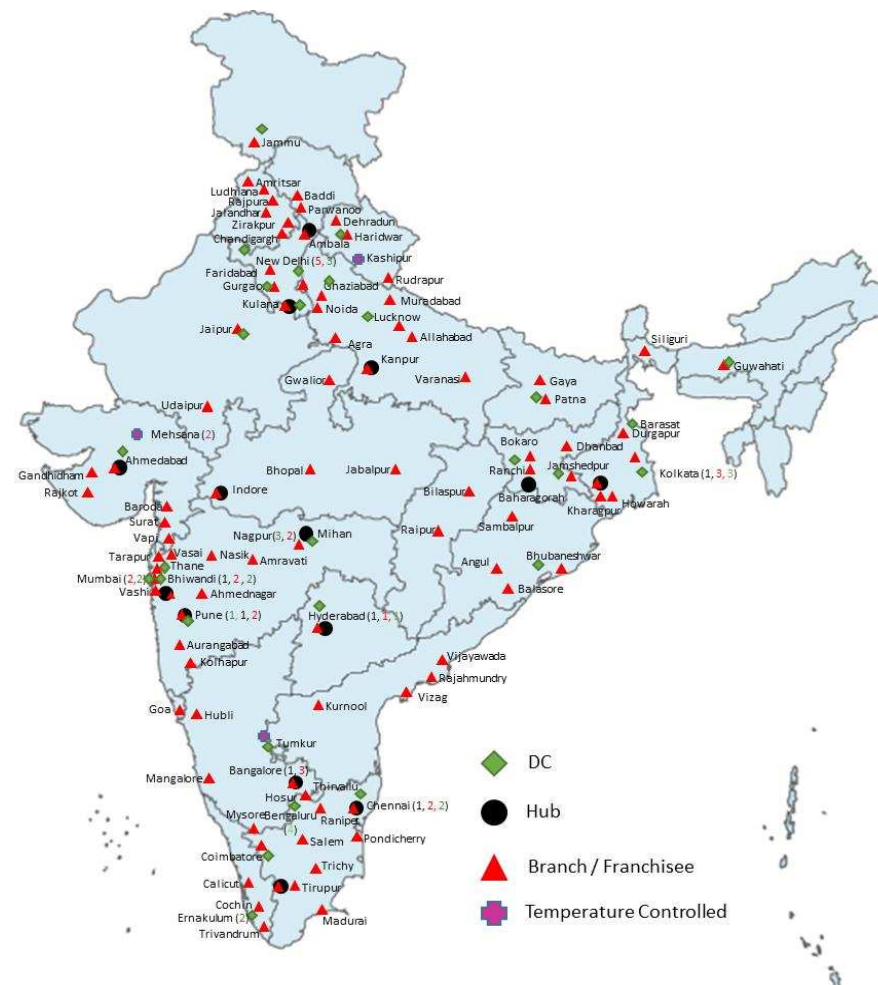 Jammu
Amritsar
Ludhiana
Rajpura
Baddi
Jalandhar
Parwanoo
Zirakpur
Dehradun
Chandigargh
Ambala
Haridwar
New Delhi (5, 3)
Kashipur
Faridabad
Gurgao
Ghaziabad
Rudrapur
Kulana
Noida
Muradabad
Lucknow
Jaipur
Agra
Allahabad
Siliguri
Kanpur
Gwalior
Varanasi
Gaya
Guwahati
Patna
Udaipur
Mehsana (2)
Barasat
Durgapur
Ahmedabad
Bokaro
Dhanbad
Gandhidham
Bhopal
Jabalpur
Ranchi
Jamshedpur
Kolkata (1, 3, 3)
Rajkot
Indore
Bilaspur
Baharagorah
Howarah
Baroda
Kharagpur
Surat
Sambalpur
Vapi
Nagpur (3, 2)
Mihan
Raipur
Tarapur
Vasai
Nasik
Amravati
Angul
Bhubaneshwar
Thane
Mumbai (2,2)
Bhiwandi (1, 2 , 2)
Balasore
Vashi
Ahmednagar
Pune (1, 1, 2)
Hyderabad (1, 1, 1)
Aurangabad
Kolhapur
Vijayawada
Rajahmundry
Vizag
Goa
Hubli
Kurnool
Tumkur
DC
Mangalore
Bangalore (1, 3)
Thirvallu
Hosur
Chennai (1, 2, 2)
Hub
Mysore
Bengaluru
(4)
Ranipet
Salem
Pondicherry
Coimbatore
Trichy
Branch / Franchisee
Calicut
Tirupur
Cochin
Ernakulum (2)
Madurai
Temperature Controlled
Trivandrum